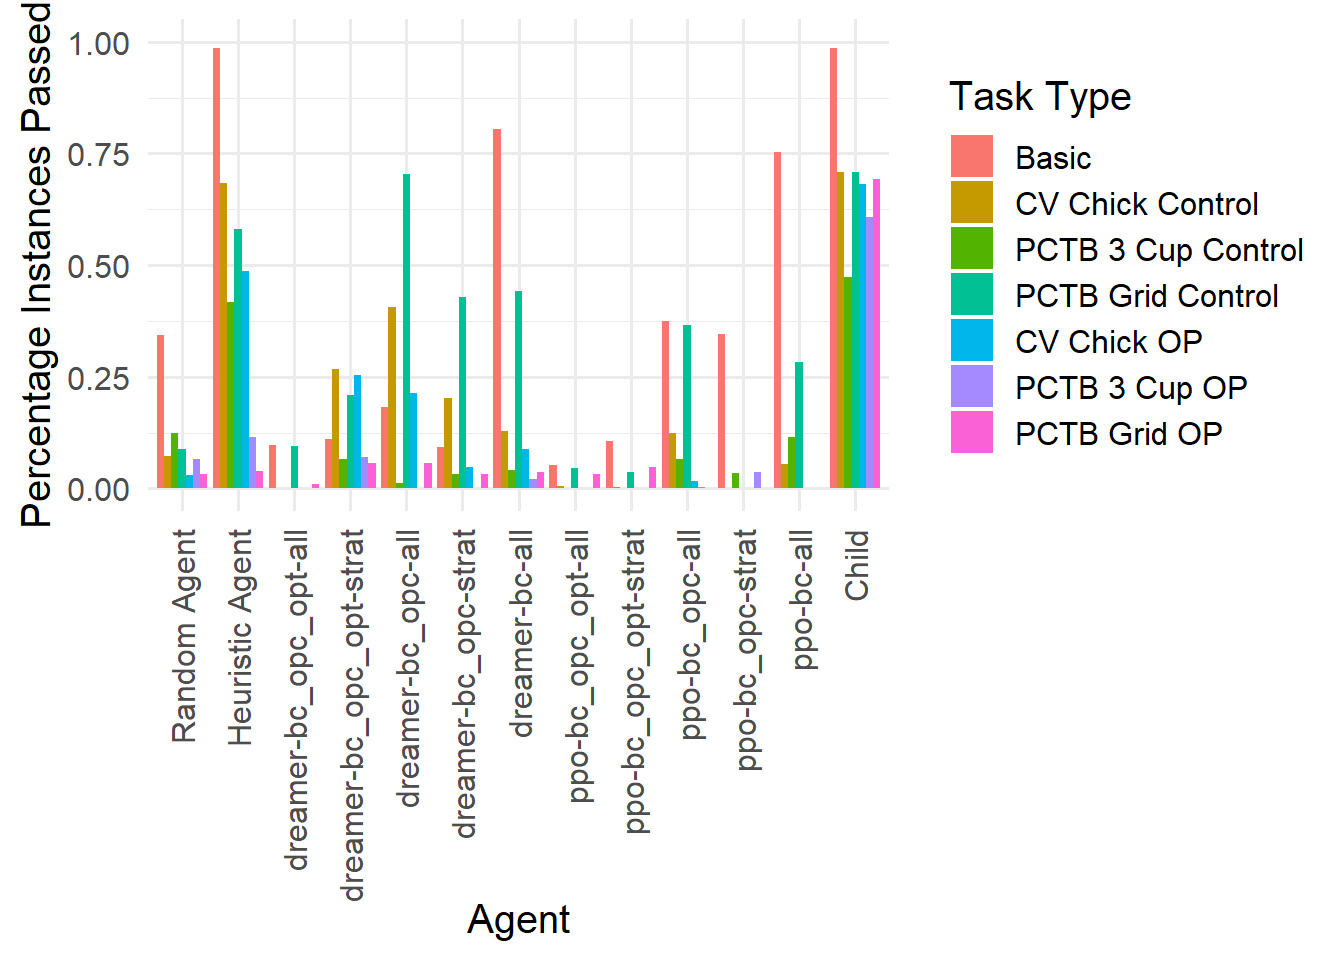 Percentage Instances Passed
1.00
0.75
0.50
0.25
0.00
Random Agent
Heuristic Agent
dreamer-bc_opc_opt-all
dreamer-bc_opc_opt-strat
dreamer-bc_opc-all
dreamer-bc_opc-strat
dreamer-bc-all
ppo-bc_opc_opt-all
ppo-bc_opc_opt-strat
ppo-bc_opc-all
ppo-bc_opc-strat
ppo-bc-all
Child
Agent
Task Type
Basic
CV Chick Control
PCTB 3 Cup Control
PCTB Grid Control
CV Chick OP
PCTB 3 Cup OP
PCTB Grid OP